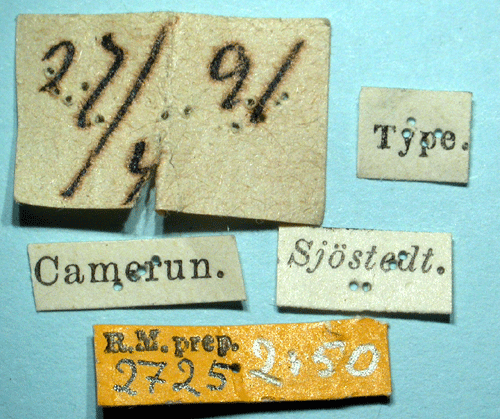 27/4 91
Type.
Camerun.
Sjöstedt.
R.M. prep.
2725 2:50